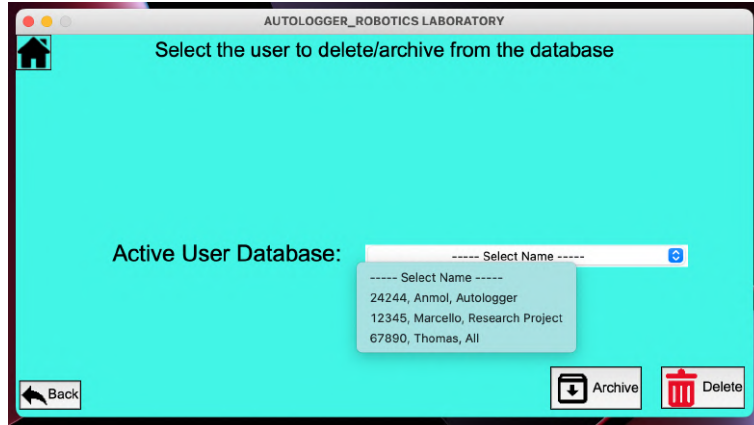 AUTOLOGGER_ROBOTICS LABORATORY
Select the user to delete/archive from the database
Active User Database:
----- Select Name -----
----- Select Name -----
24244, Anmol, Autologger
12345, Marcello, Research Project
67890, Thomas, All
Back
Archive
Delete